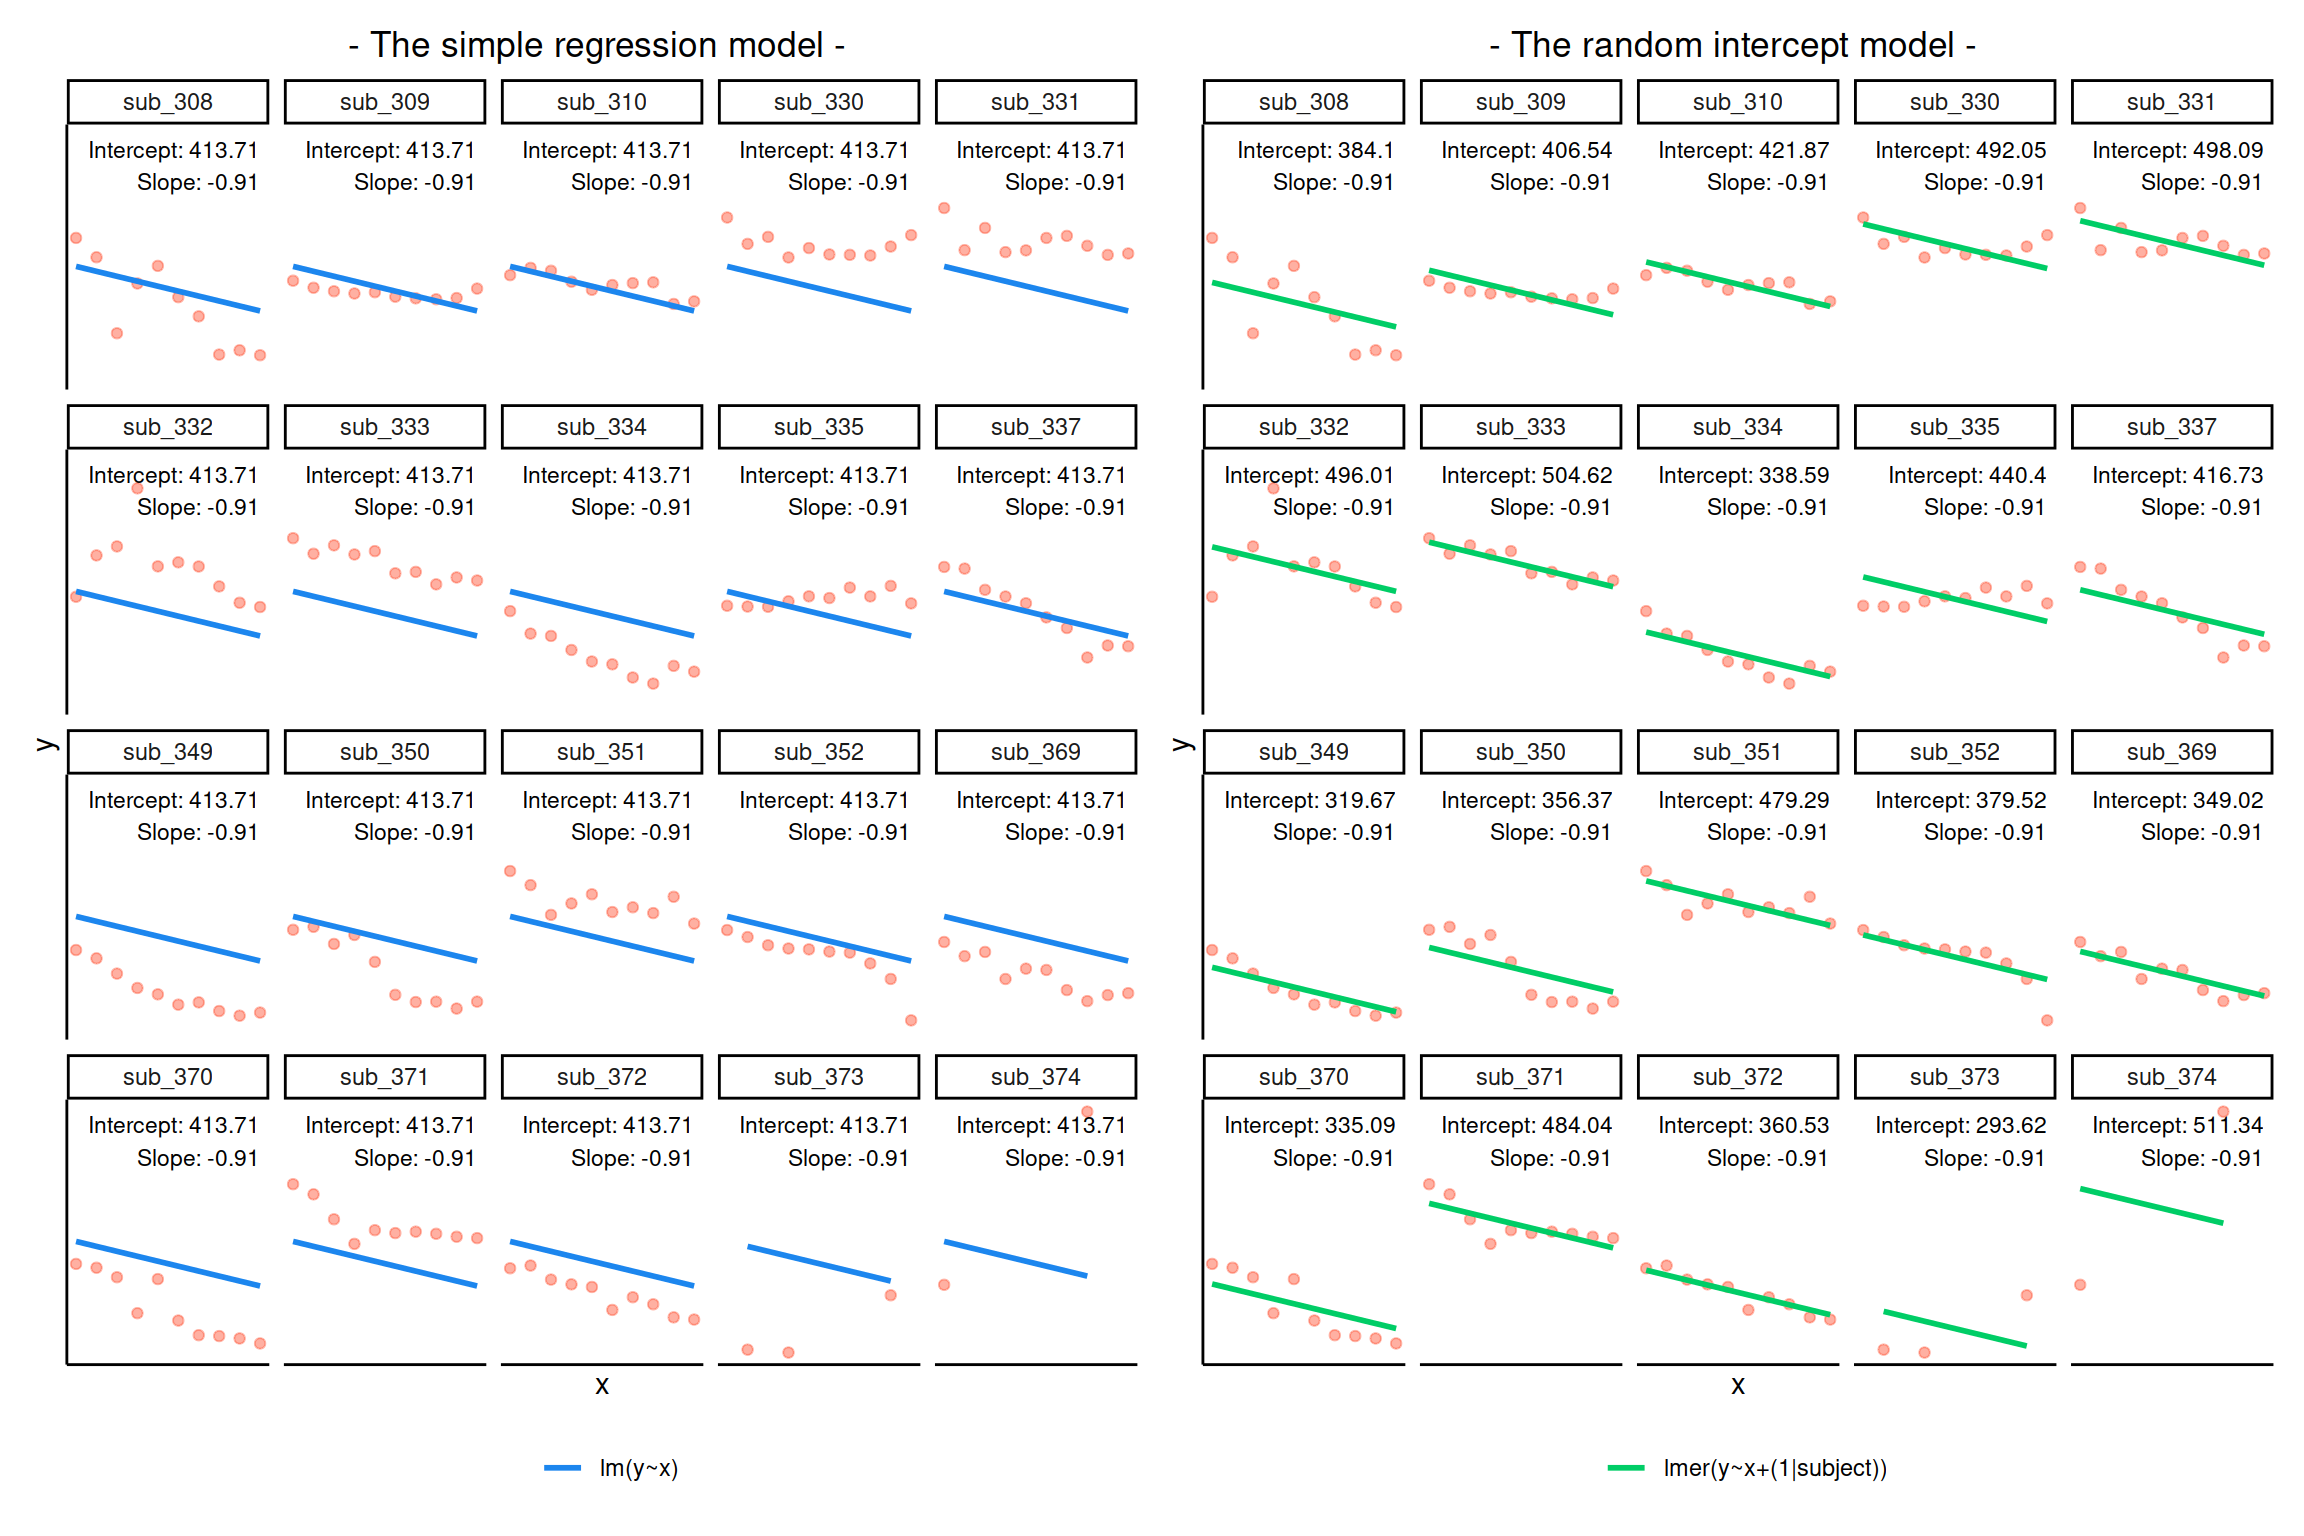 - The simple regression model -
sub_308 sub_309 sub_310 sub_330 sub_331
Intercept: 413.71 Intercept: 413.71 Intercept: 413.71 Intercept: 413.71 Intercept: 413.71
Slope: -0.91 Slope: -0.91 Slope: -0.91 Slope: -0.91 Slope: -0.91
sub_332 sub_333 sub_334 sub_335 sub_337
Intercept: 413.71 Intercept: 413.71 Intercept: 413.71 Intercept: 413.71 Intercept: 413.71
Slope: -0.91 Slope: -0.91 Slope: -0.91 Slope: -0.91 Slope: -0.91
y
sub_349 sub_350 sub_351 sub_352 sub_369
Intercept: 413.71 Intercept: 413.71 Intercept: 413.71 Intercept: 413.71 Intercept: 413.71
Slope: -0.91 Slope: -0.91 Slope: -0.91 Slope: -0.91 Slope: -0.91
sub_370 sub_371 sub_372 sub_373 sub_374
Intercept: 413.71 Intercept: 413.71 Intercept: 413.71 Intercept: 413.71 Intercept: 413.71
Slope: -0.91 Slope: -0.91 Slope: -0.91 Slope: -0.91 Slope: -0.91
x
lm(y~x)
- The random intercept model -
sub_308 sub_309 sub_310 sub_330 sub_331
Intercept: 384.1 Intercept: 406.54 Intercept: 421.87 Intercept: 492.05 Intercept: 498.09
Slope: -0.91 Slope: -0.91 Slope: -0.91 Slope: -0.91 Slope: -0.91
sub_332 sub_333 sub_334 sub_335 sub_337
Intercept: 496.01 Intercept: 504.62 Intercept: 338.59 Intercept: 440.4 Intercept: 416.73
Slope: -0.91 Slope: -0.91 Slope: -0.91 Slope: -0.91 Slope: -0.91
y
sub_349 sub_350 sub_351 sub_352 sub_369
Intercept: 319.67 Intercept: 356.37 Intercept: 479.29 Intercept: 379.52 Intercept: 349.02
Slope: -0.91 Slope: -0.91 Slope: -0.91 Slope: -0.91 Slope: -0.91
sub_370 sub_371 sub_372 sub_373 sub_374
Intercept: 335.09 Intercept: 484.04 Intercept: 360.53 Intercept: 293.62 Intercept: 511.34
Slope: -0.91 Slope: -0.91 Slope: -0.91 Slope: -0.91 Slope: -0.91
x
lmer(y~x+(1|subject))